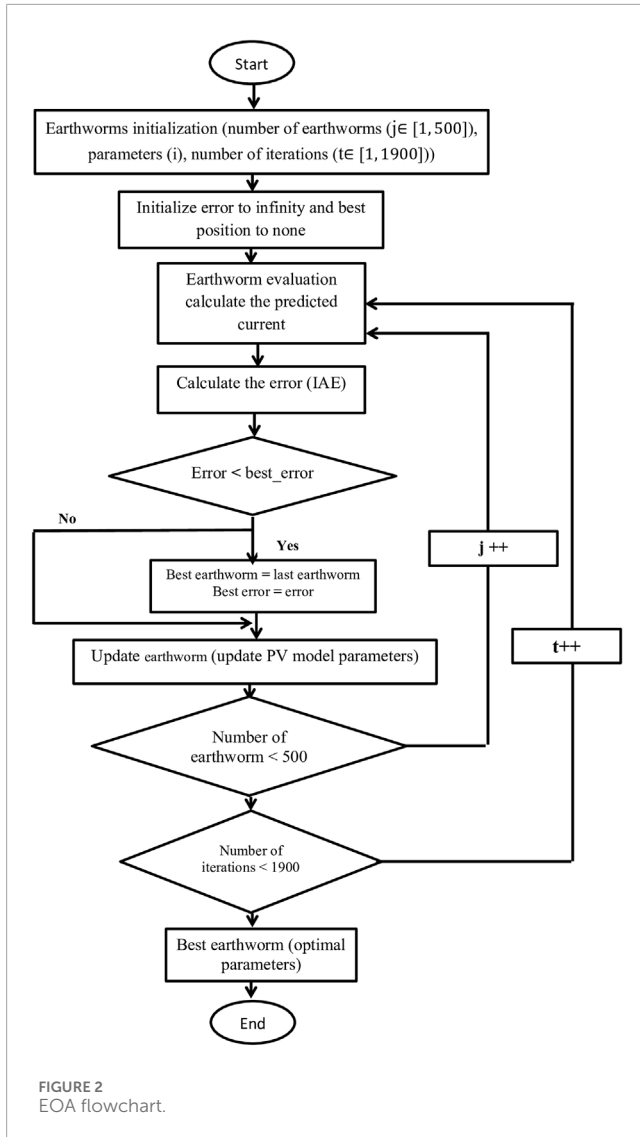 Start
Earthworms initialization (number of earthworms (j∈ [1, 500]),
parameters (i), number of iterations (t∈ [1, 1900]))
Initialize error to infinity and best
position to none
Earthworm evaluation
calculate the predicted
current
Calculate the error (IAE)
Error < best_error
No
Yes
Best earthworm = last earthworm
Best error = error
j ++
t++
Update earthworm (update PV model parameters)
Number of
earthworm < 500
Number of
iterations < 1900
Best earthworm (optimal
parameters)
End
FIGURE 2
EOA flowchart.